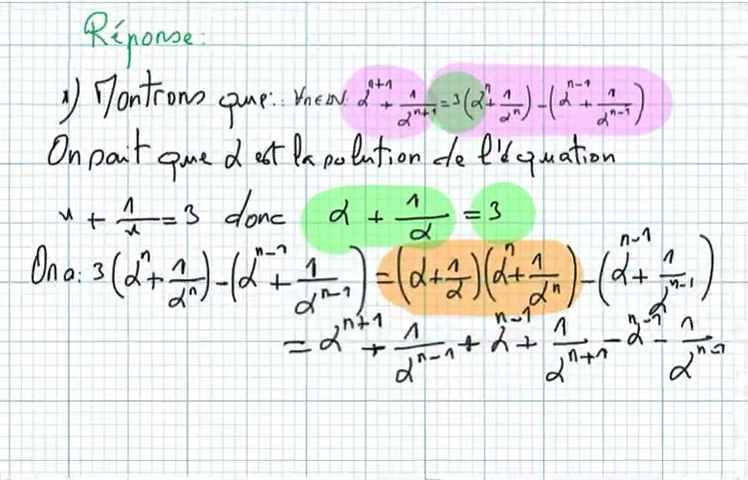 Réponse:
1) Montrons que: ∀n∈ℕ: α^{n+1} + 1/α^{n+1} = 3(α^n + 1/α^n) - (α^{n-1} + 1/α^{n-1})
On sait que α est la solution de l'équation
x + 1/x = 3 donc α + 1/α = 3
On a: 3(α^n + 1/α^n) - (α^{n-1} + 1/α^{n-1}) = (α + 1/α)(α^n + 1/α^n) - (α^{n-1} + 1/α^{n-1})
= α^{n+1} + 1/α^{n-1} + α^{n-1} + 1/α^{n+1} - α^{n-1} - 1/α^{n-1}